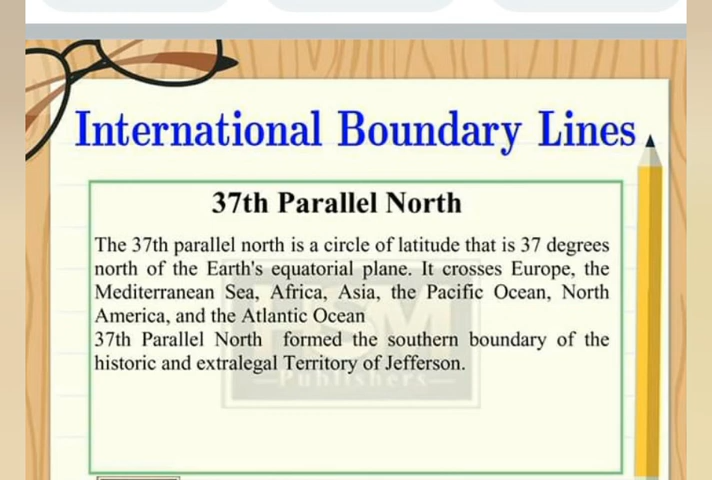 International Boundary Lines
37th Parallel North
The 37th parallel north is a circle of latitude that is 37 degrees
north of the Earth's equatorial plane. It crosses Europe, the
Mediterranean Sea, Africa, Asia, the Pacific Ocean, North
America, and the Atlantic Ocean
37th Parallel North formed the southern boundary of the
historic and extralegal Territory of Jefferson.
HSM
Publishers